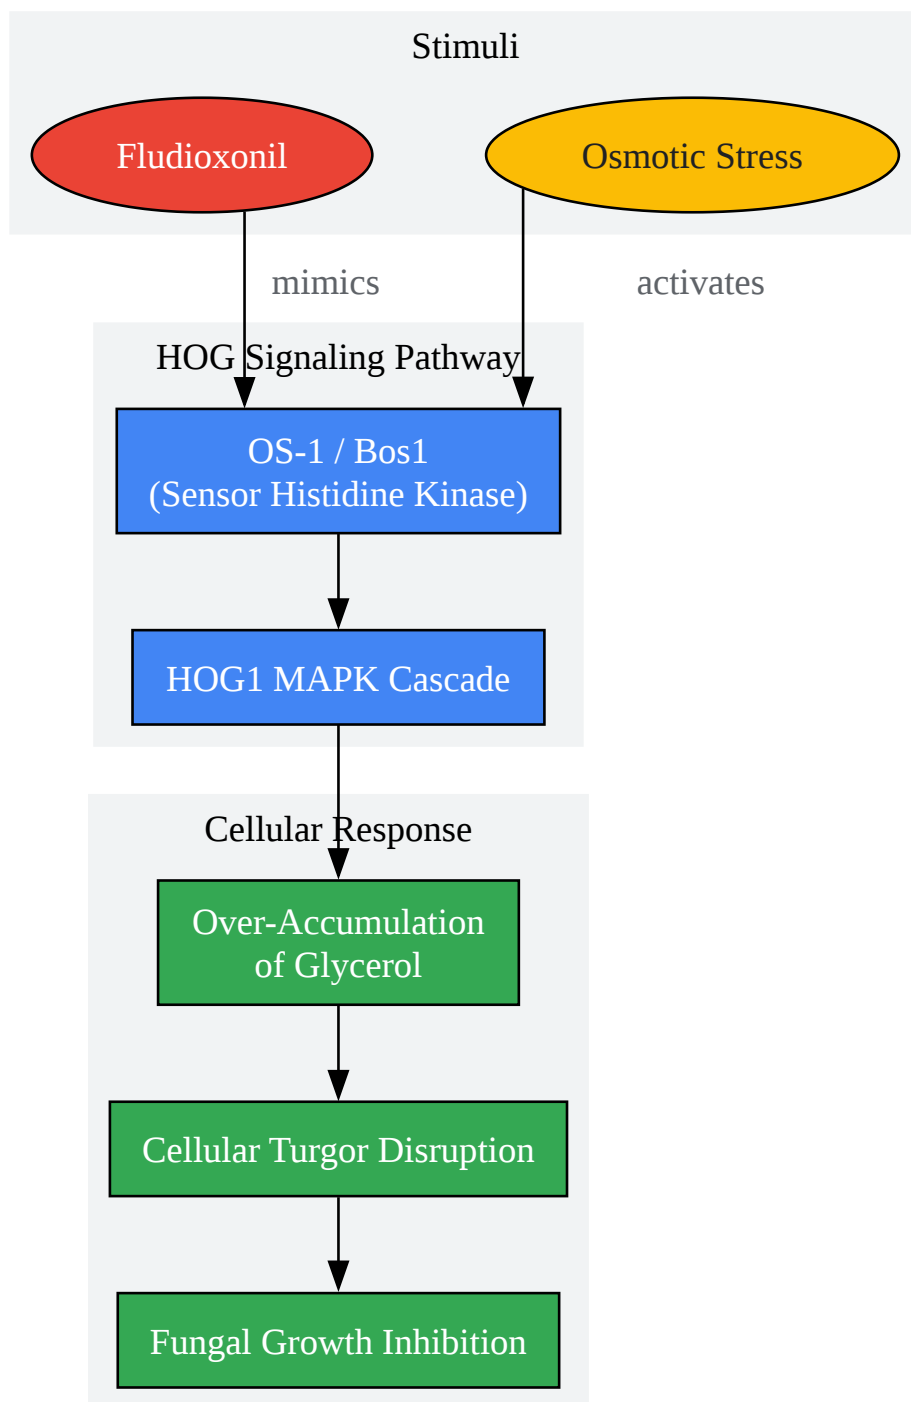 Stimuli
Fludioxonil
Osmotic Stress
mimics
activates
HOG Signaling Pathway
OS-1 / Bos1
(Sensor Histidine Kinase)
HOG1 MAPK Cascade
Cellular Response
Over-Accumulation
of Glycerol
Cellular Turgor Disruption
Fungal Growth Inhibition